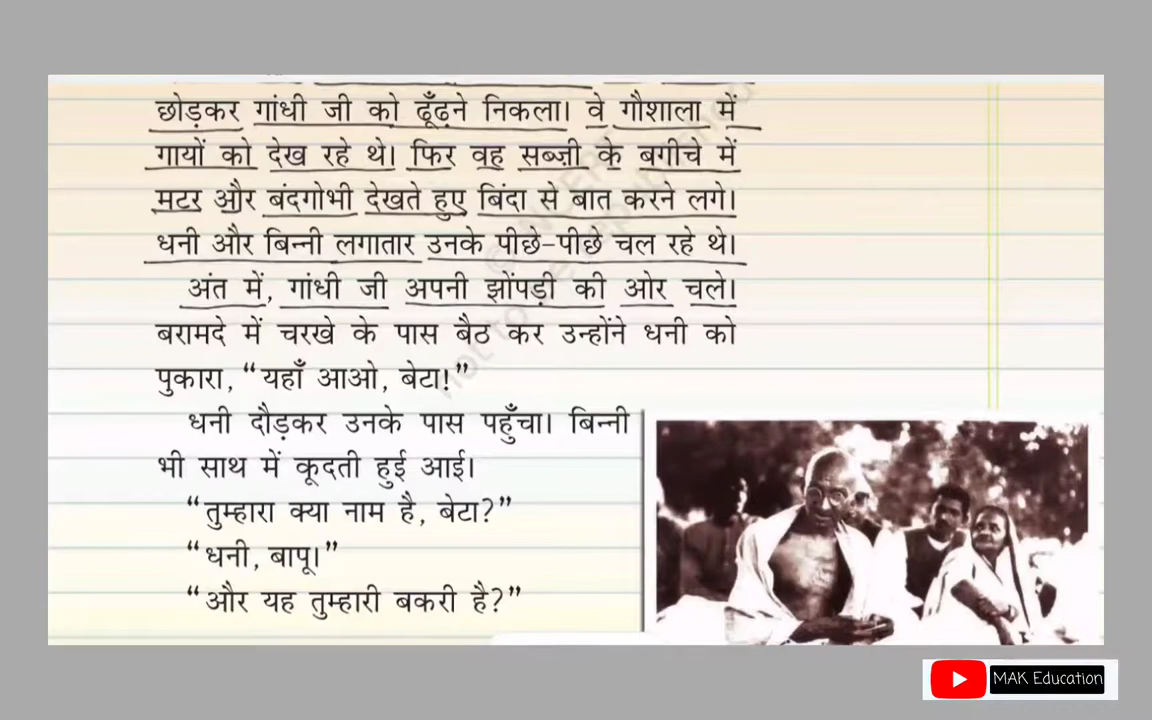 छोड़कर गांधी जी को ढूँढ़ने निकला। वे गौशाला में
गायों को देख रहे थे। फिर वह सब्ज़ी के बगीचे में
मटर और बंदगोभी देखते हुए बिंदा से बात करने लगे।
धनी और बिन्नी लगातार उनके पीछे-पीछे चल रहे थे।
अंत में, गांधी जी अपनी झोंपड़ी की ओर चले।
बरामदे में चरखे के पास बैठ कर उन्होंने धनी को
पुकारा, “यहाँ आओ, बेटा!”
धनी दौड़कर उनके पास पहुँचा। बिन्नी
भी साथ में कूदती हुई आई।
“तुम्हारा क्या नाम है, बेटा?”
“धनी, बापू।”
“और यह तुम्हारी बकरी है?”
MAK Education